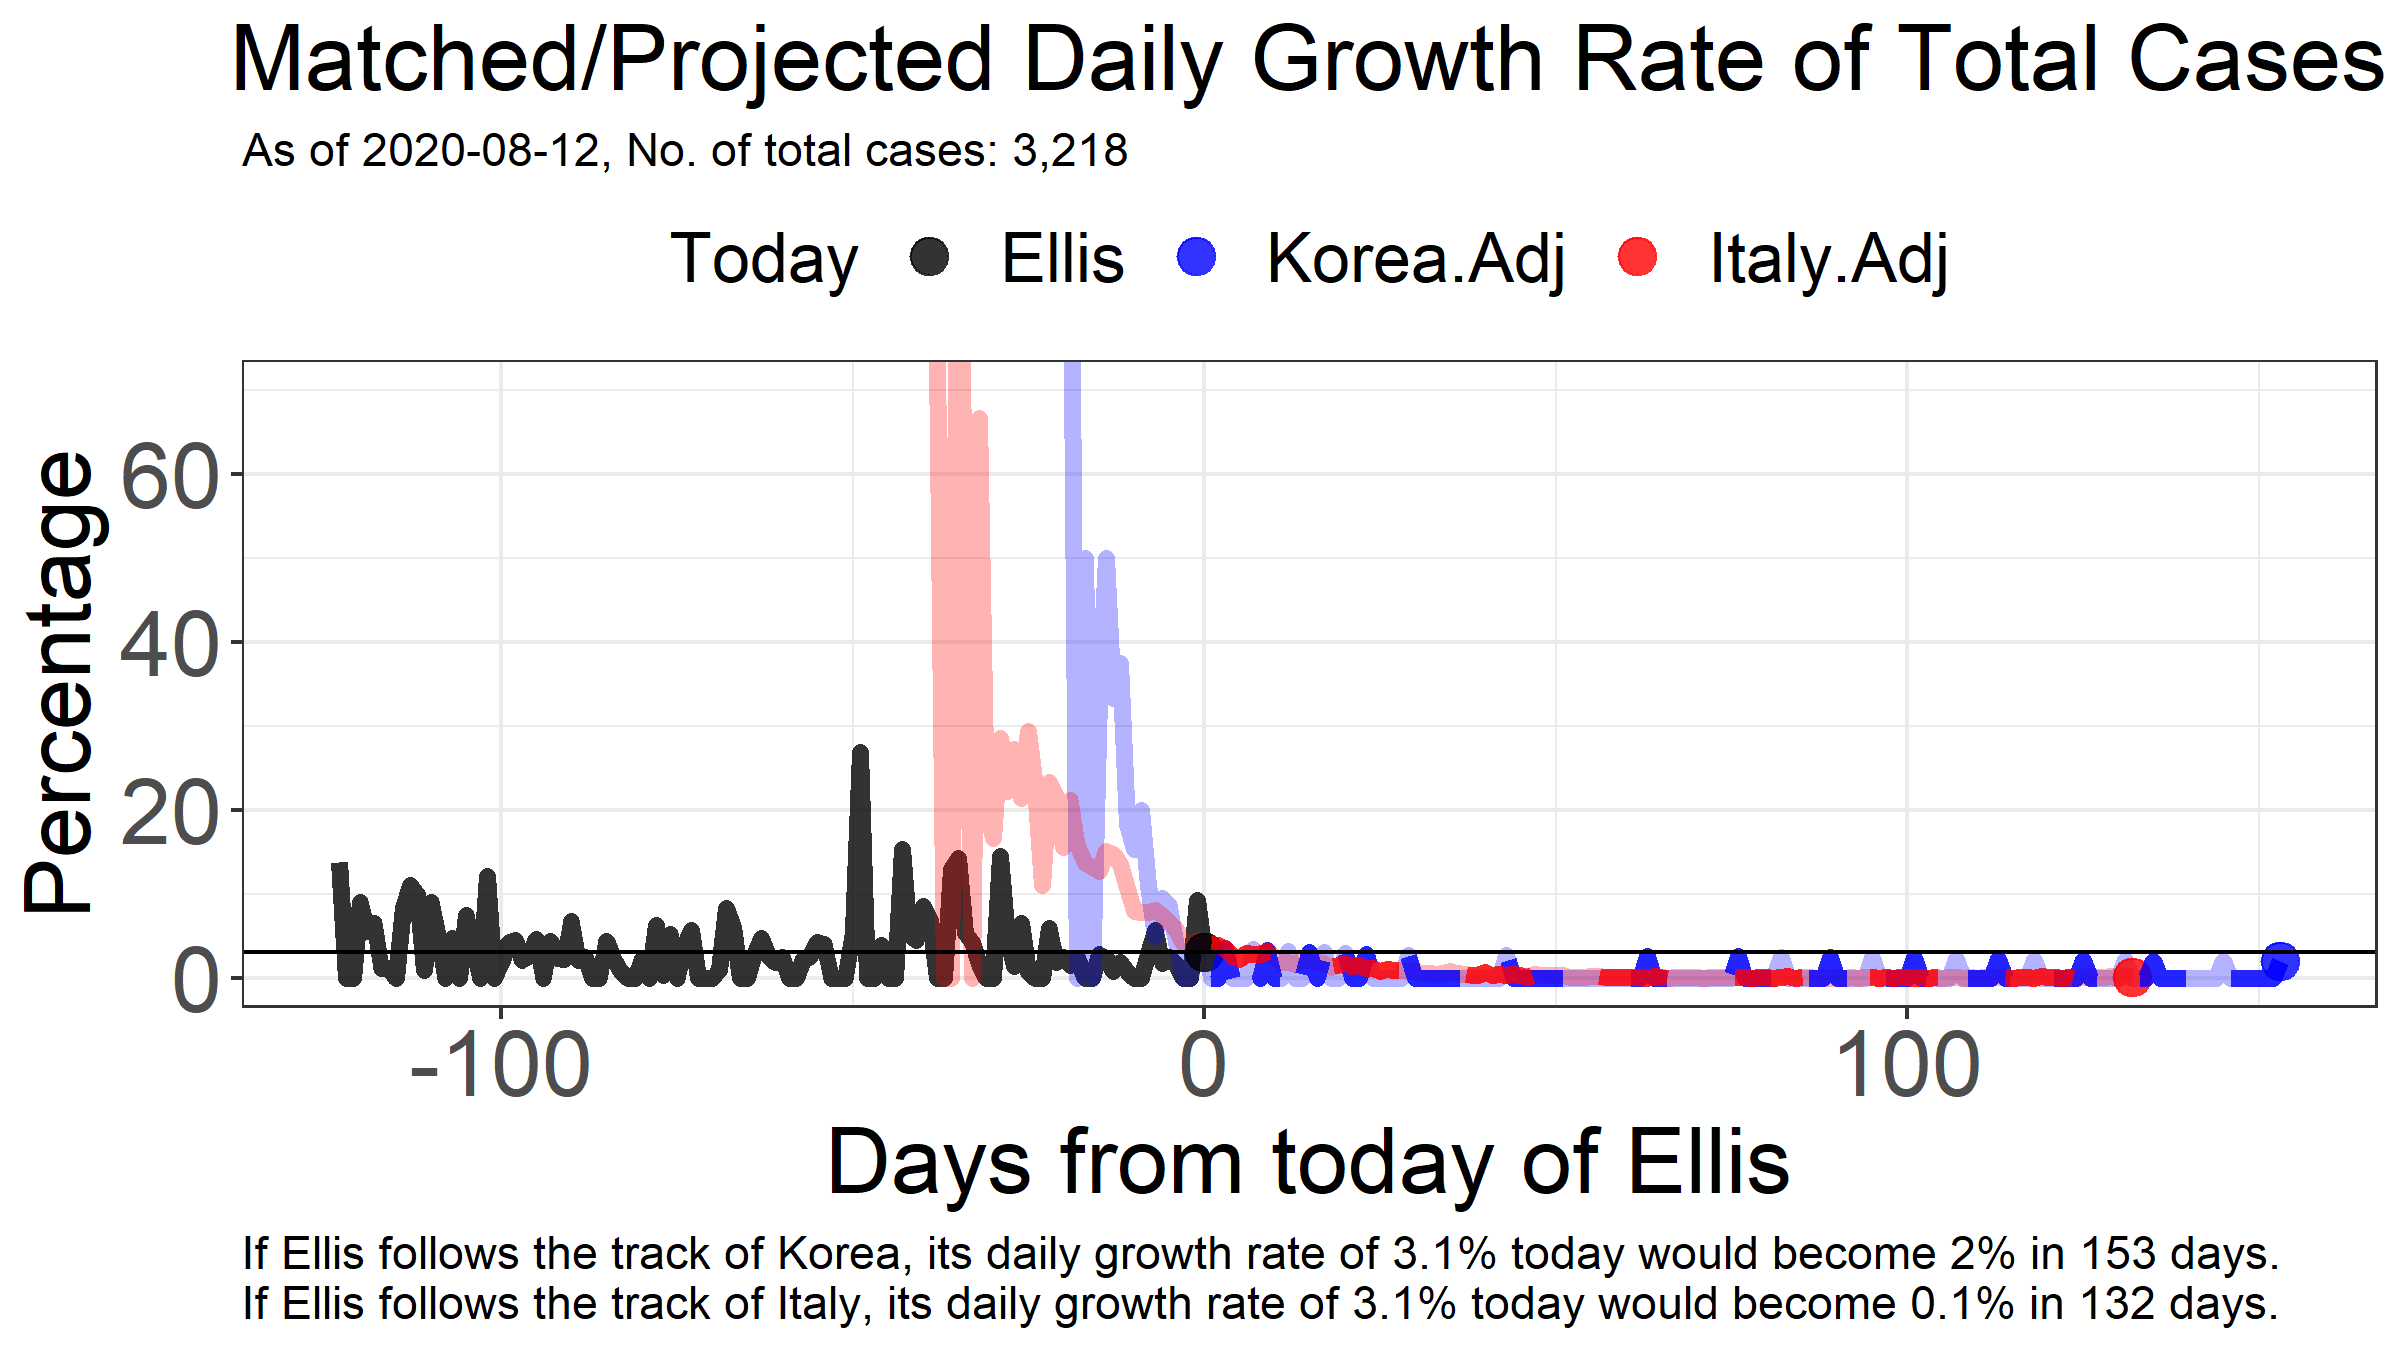 Matched/Projected Daily Growth Rate of Total Cases
As of 2020-08-12, No. of total cases: 3,218
Today Ellis Korea.Adj Italy.Adj
Percentage
60
40
20
0
-100 0 100
Days from today of Ellis
If Ellis follows the track of Korea, its daily growth rate of 3.1% today would become 2% in 153 days.
If Ellis follows the track of Italy, its daily growth rate of 3.1% today would become 0.1% in 132 days.